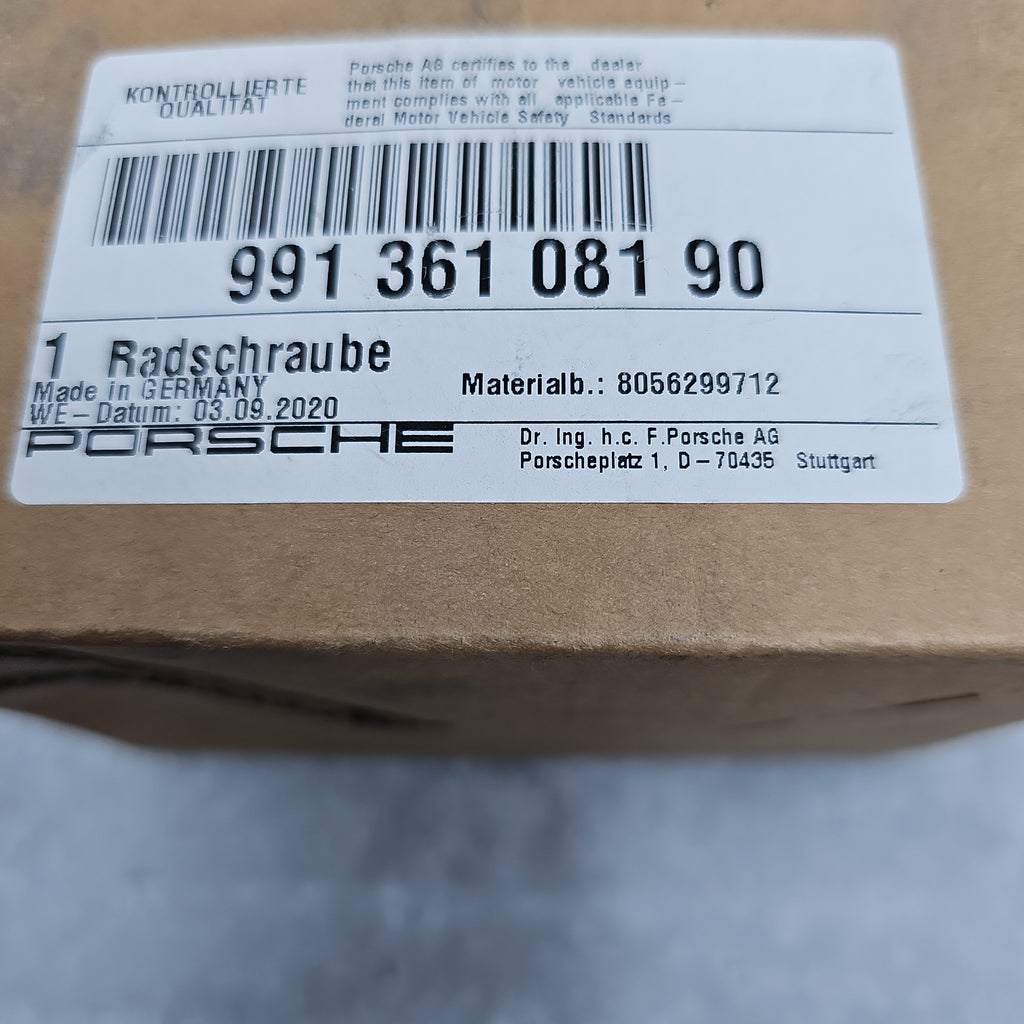 KONTROLLIERTE
QUALITÄT
Porsche AG certifies to the dealer
that this item of motor vehicle equip-
ment complies with all applicable Fe-
deral Motor Vehicle Safety Standards
991 361 081 90
1 Radschraube
Made in GERMANY
WE-Datum: 03.09.2020
Materialb.: 8056299712
PORSCHE
Dr. Ing. h.c. F.Porsche AG
Porscheplatz 1, D-70435 Stuttgart